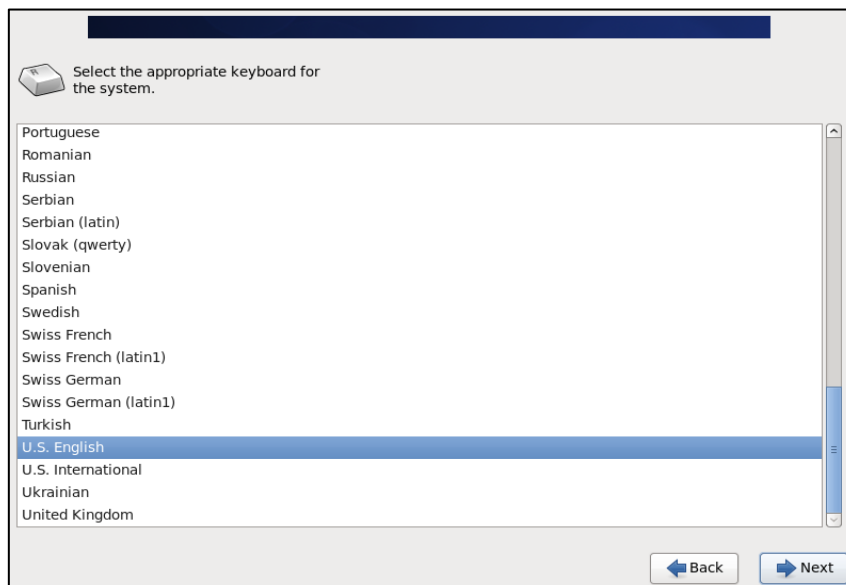 Select the appropriate keyboard for
the system.
Portuguese
Romanian
Russian
Serbian
Serbian (latin)
Slovak (qwerty)
Slovenian
Spanish
Swedish
Swiss French
Swiss French (latin1)
Swiss German
Swiss German (latin1)
Turkish
U.S. English
U.S. International
Ukrainian
United Kingdom
Back
Next